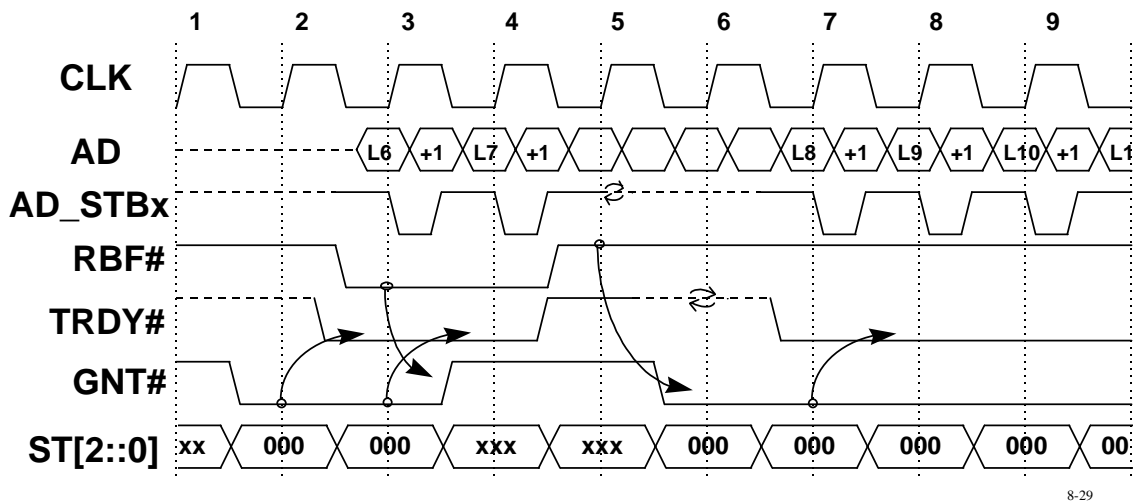 1 2 3 4 5 6 7 8 9
CLK
AD L6 +1 L7 +1 L8 +1 L9 +1 L10 +1 L1
AD_STBx
RBF#
TRDY#
GNT#
ST[2::0] xx 000 000 xxx xxx 000 000 000 000 00
8-29